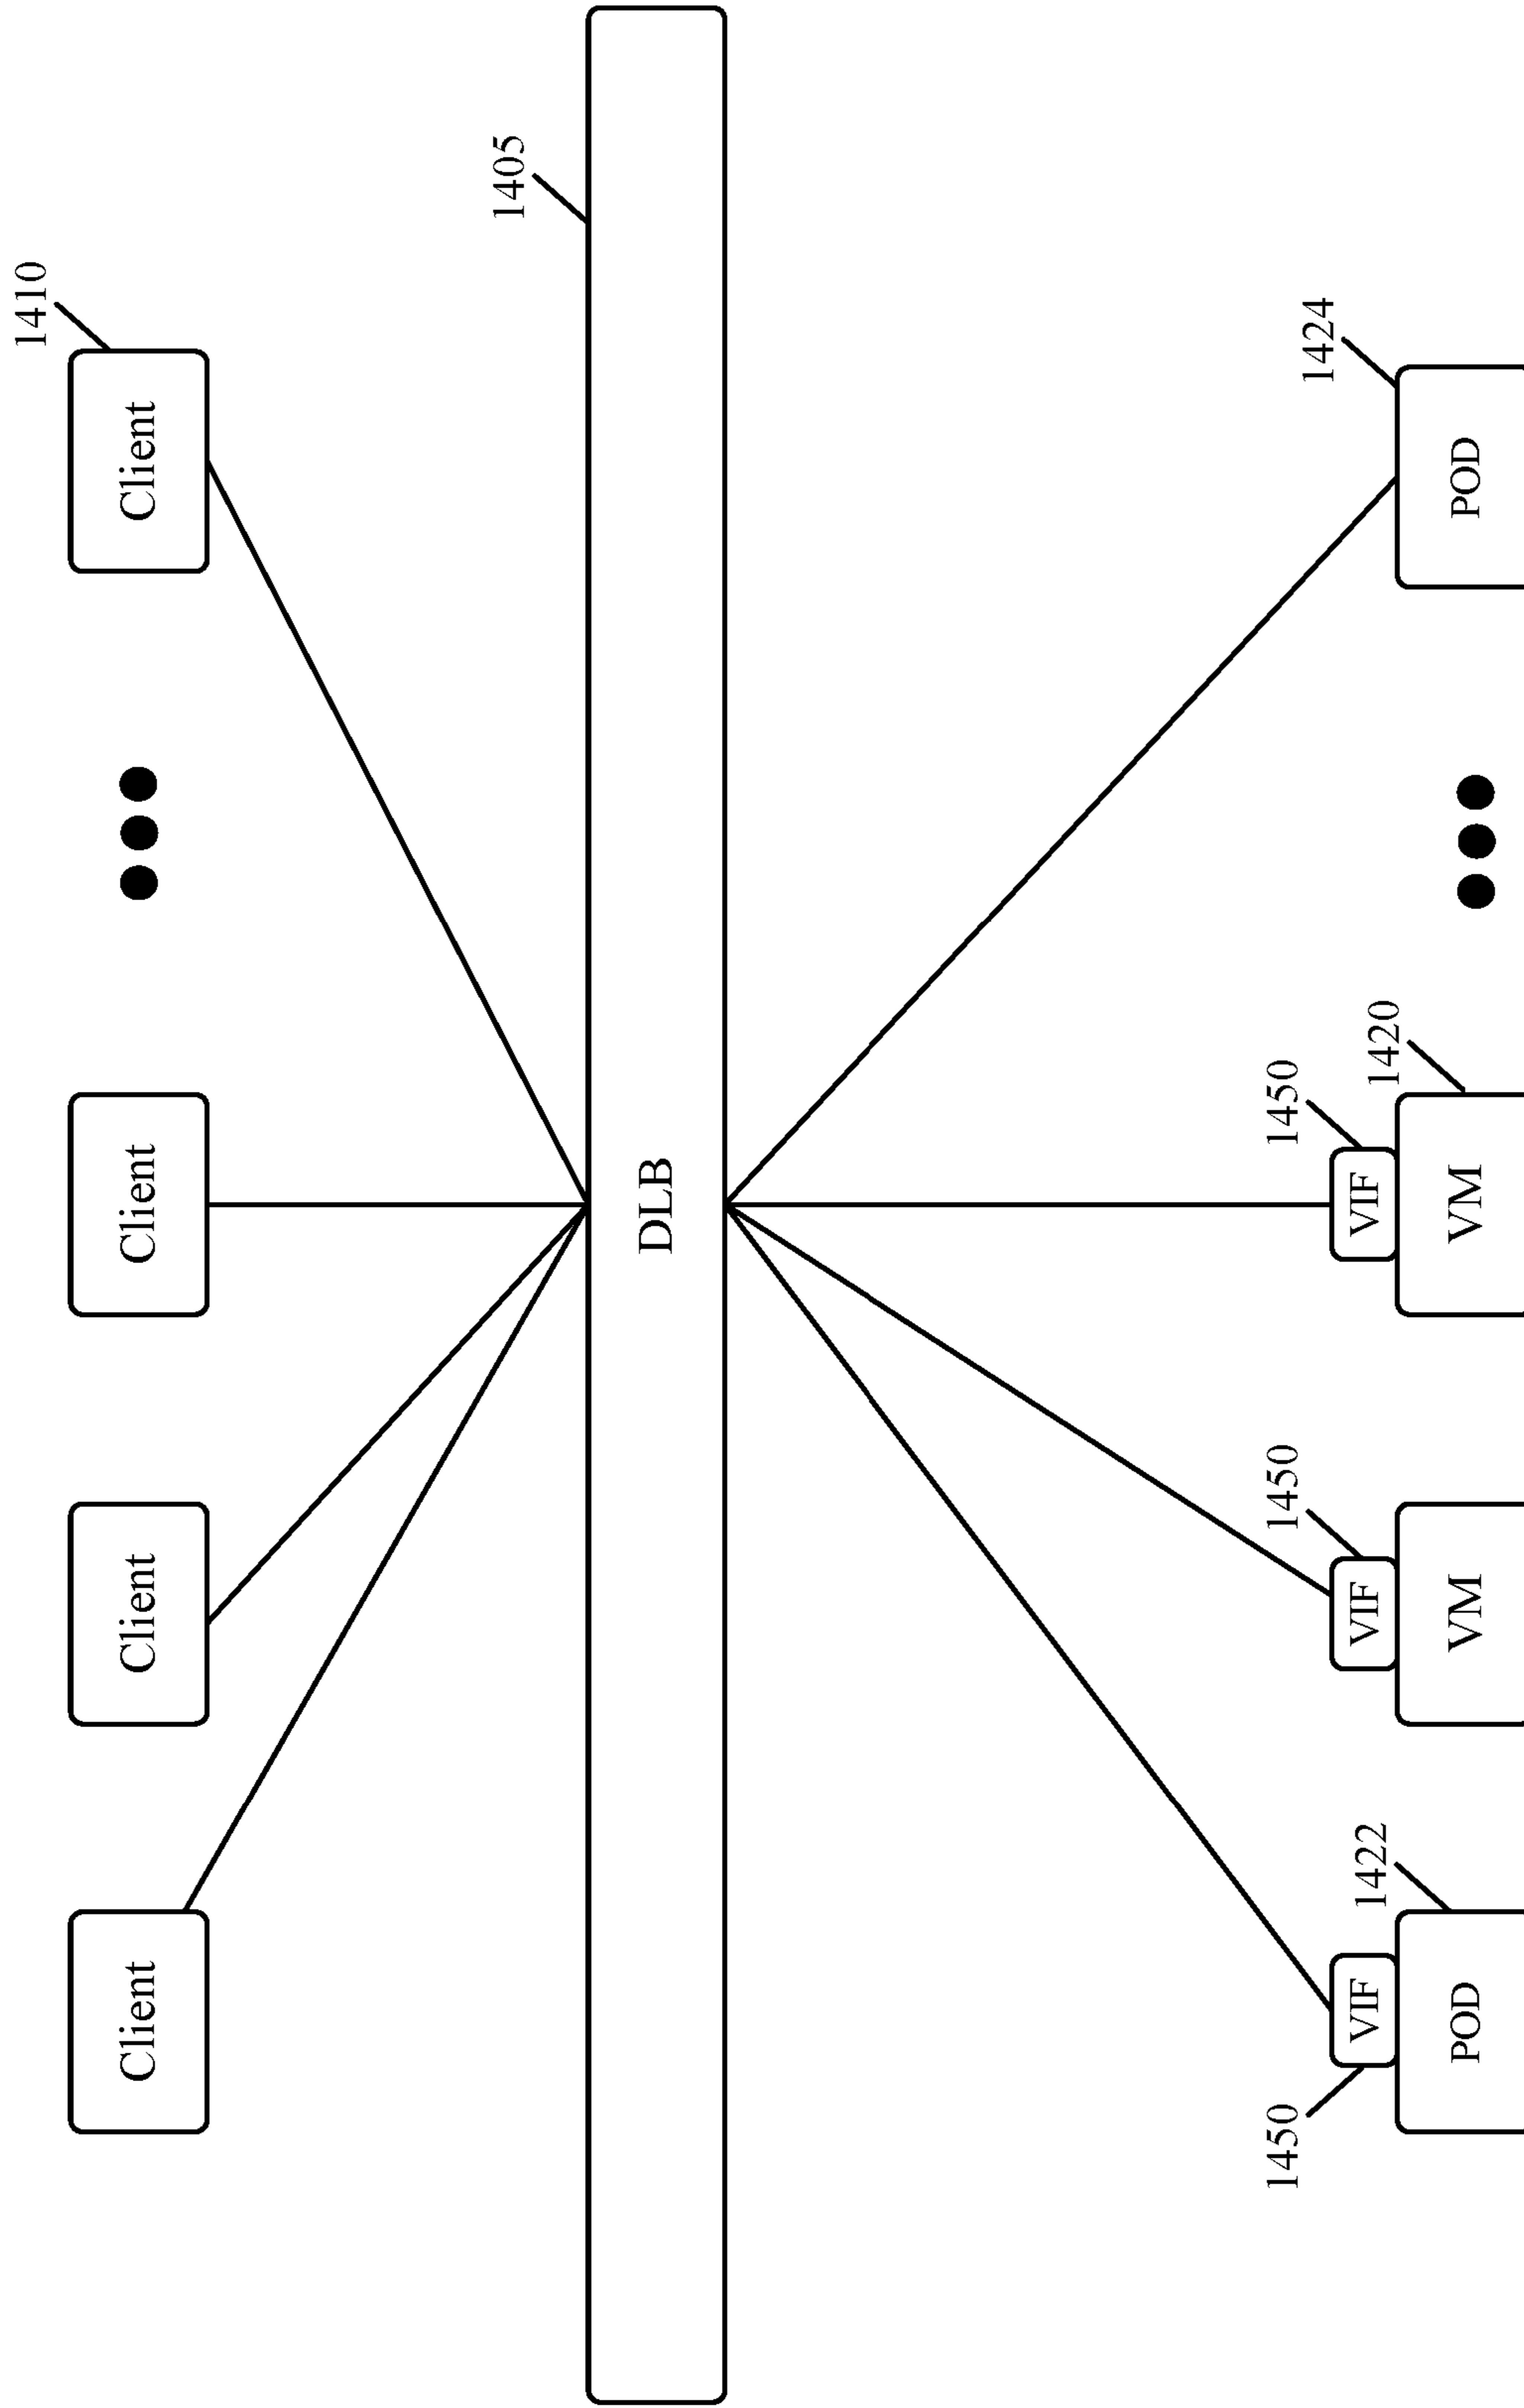 1410
Client
Client
Client
Client
1405
DLB
1450
1450
1450
1424
1422
1420
VIF
VIF
VIF
POD
VM
VM
POD